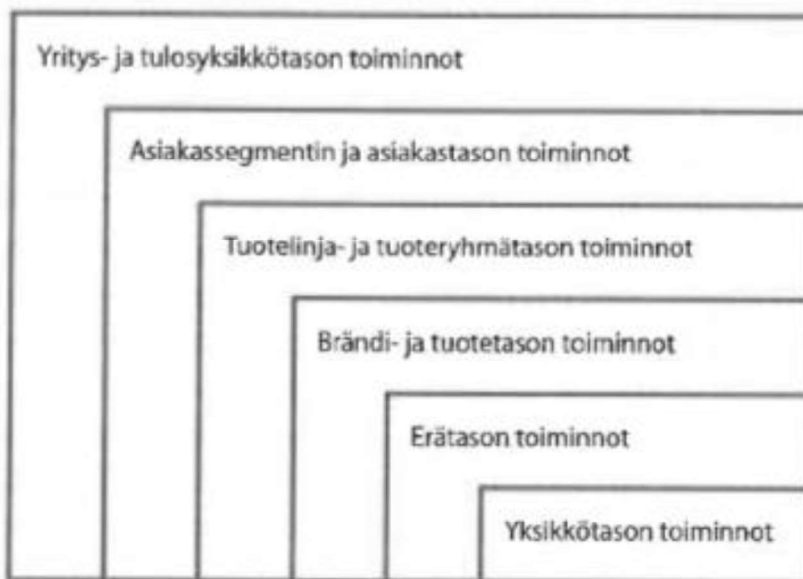 Yritys- ja tulosyksikkötason toiminnot
Asiakassegmentin ja asiakastason toiminnot
Tuotelinja- ja tuoteryhmätason toiminnot
Brändi- ja tuotetason toiminnot
Erätason toiminnot
Yksikkötason toiminnot